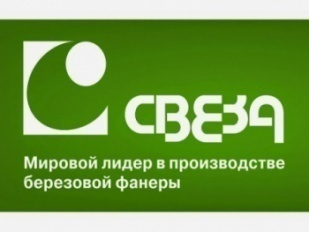 СВЕЗА
Мировой лидер в производстве
березовой фанеры